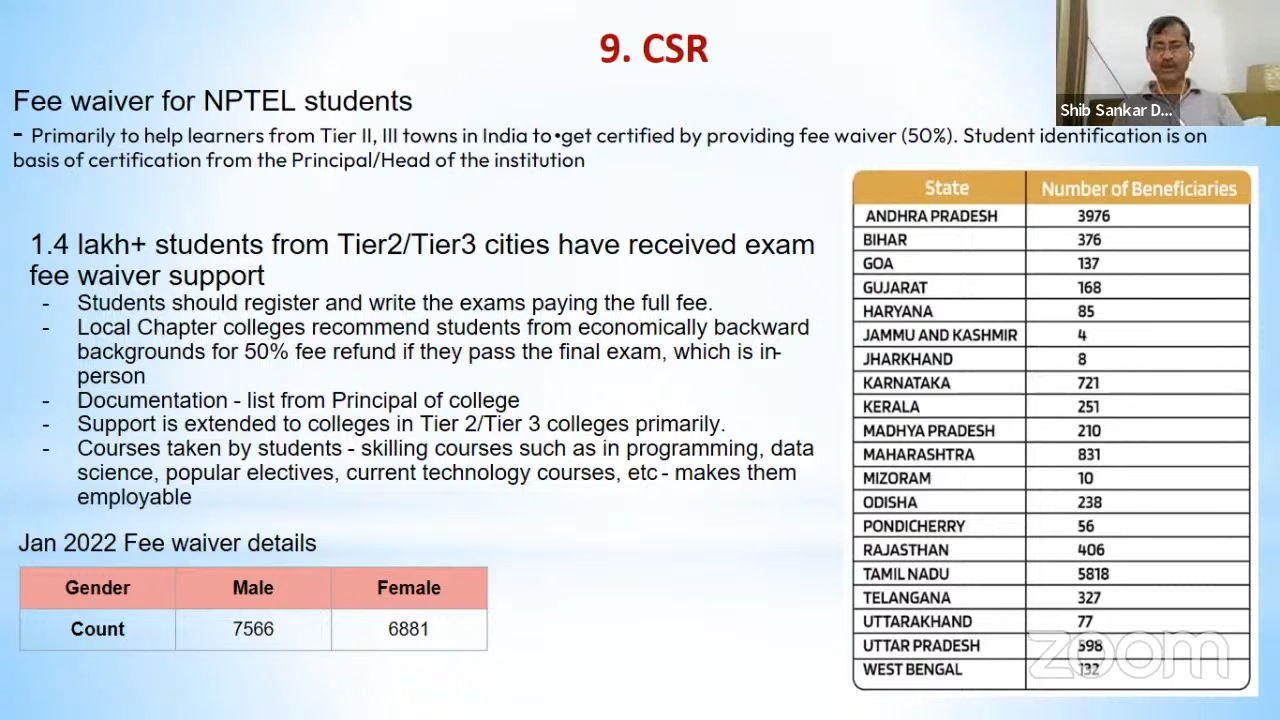 9. CSR
Shib Sankar D...
Fee waiver for NPTEL students
- Primarily to help learners from Tier II, III towns in India to•get certified by providing fee waiver (50%). Student identification is on
basis of certification from the Principal/Head of the institution
1.4 lakh+ students from Tier2/Tier3 cities have received exam
fee waiver support
- Students should register and write the exams paying the full fee.
- Local Chapter colleges recommend students from economically backward
backgrounds for 50% fee refund if they pass the final exam, which is in-
person
- Documentation - list from Principal of college
- Support is extended to colleges in Tier 2/Tier 3 colleges primarily.
- Courses taken by students - skilling courses such as in programming, data
science, popular electives, current technology courses, etc - makes them
employable
Jan 2022 Fee waiver details
Gender Male Female
Count 7566 6881
State Number of Beneficiaries
ANDHRA PRADESH 3976
BIHAR 376
GOA 137
GUJARAT 168
HARYANA 85
JAMMU AND KASHMIR 4
JHARKHAND 8
KARNATAKA 721
KERALA 251
MADHYA PRADESH 210
MAHARASHTRA 831
MIZORAM 10
ODISHA 238
PONDICHERRY 56
RAJASTHAN 406
TAMIL NADU 5818
TELANGANA 327
UTTARAKHAND 77
UTTAR PRADESH 598
WEST BENGAL 132
zoom